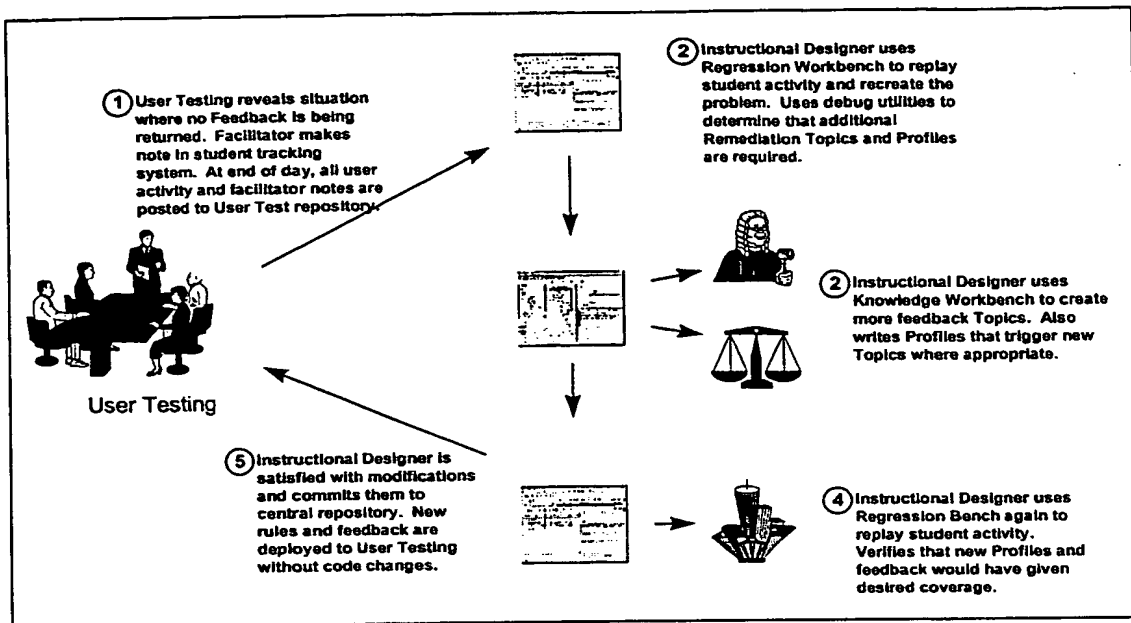 ① User Testing reveals situation
where no Feedback is being
returned. Facilitator makes
note in student tracking
system. At end of day, all user
activity and facilitator notes are
posted to User Test repository.
② Instructional Designer uses
Regression Workbench to replay
student activity and recreate the
problem. Uses debug utilities to
determine that additional
Remediation Topics and Profiles
are required.
② Instructional Designer uses
Knowledge Workbench to create
more feedback Topics. Also
writes Profiles that trigger new
Topics where appropriate.
User Testing
⑤ Instructional Designer is
satisfied with modifications
and commits them to
central repository. New
rules and feedback are
deployed to User Testing
without code changes.
④ Instructional Designer uses
Regression Bench again to
replay student activity.
Verifies that new Profiles and
feedback would have given
desired coverage.